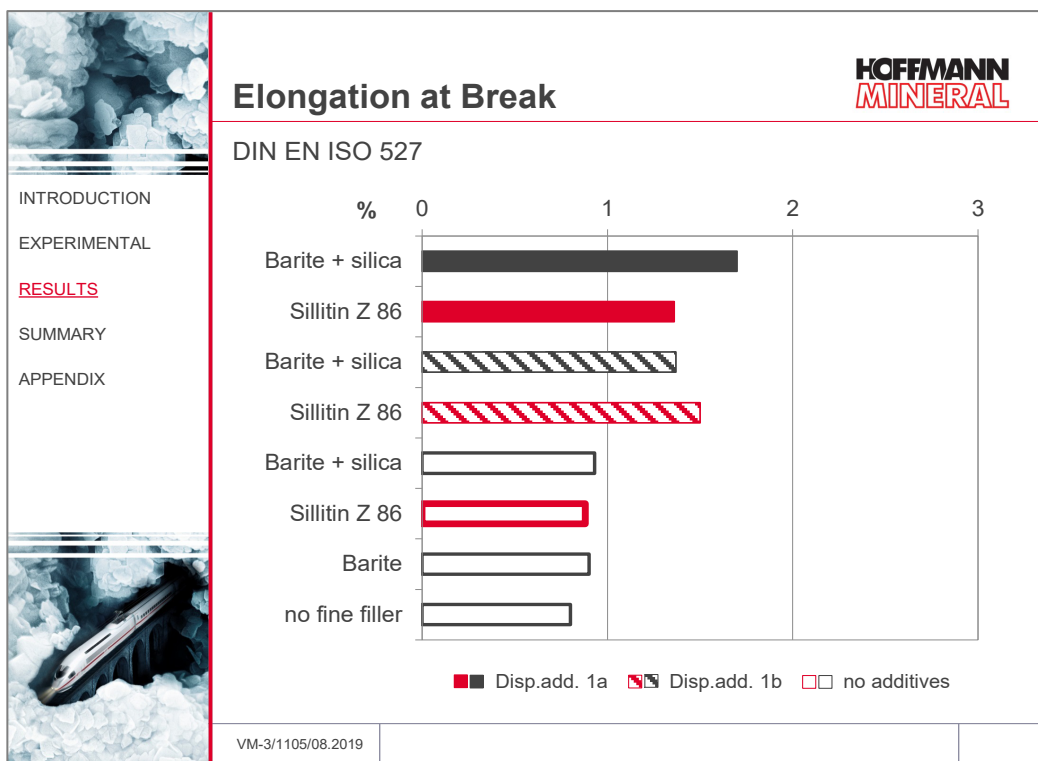 HOFFMANN
MINERAL
Elongation at Break
DIN EN ISO 527
INTRODUCTION
EXPERIMENTAL
RESULTS
SUMMARY
APPENDIX
% 0 1 2 3
Barite + silica
Sillitin Z 86
Barite + silica
Sillitin Z 86
Barite + silica
Sillitin Z 86
Barite
no fine filler
Disp.add. 1a Disp.add. 1b no additives
VM-3/1105/08.2019